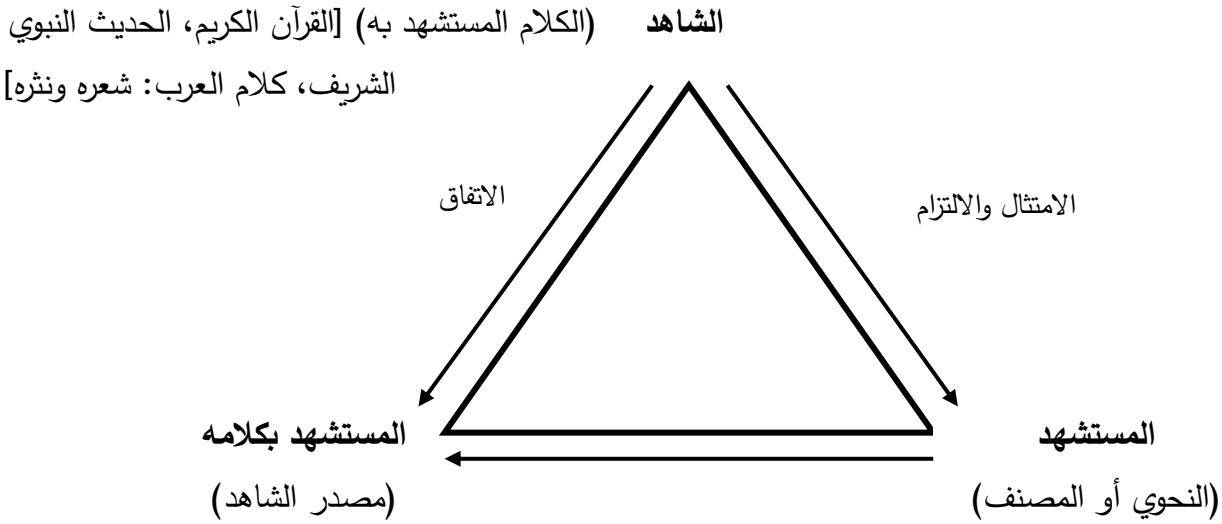 الشاهد (الكلام المستشهد به) [القرآن الكريم، الحديث النبوي
الشريف، كلام العرب: شعره ونثره]
الامتثال والالتزام
الاتفاق
المستشهد
(النحوي أو المصنف)
المستشهد بكلامه
(مصدر الشاهد)